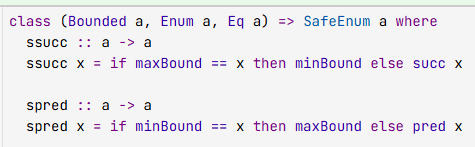 class (Bounded a, Enum a, Eq a) => SafeEnum a where
  ssucc :: a -> a
  ssucc x = if maxBound == x then minBound else succ x

  spred :: a -> a
  spred x = if minBound == x then maxBound else pred x